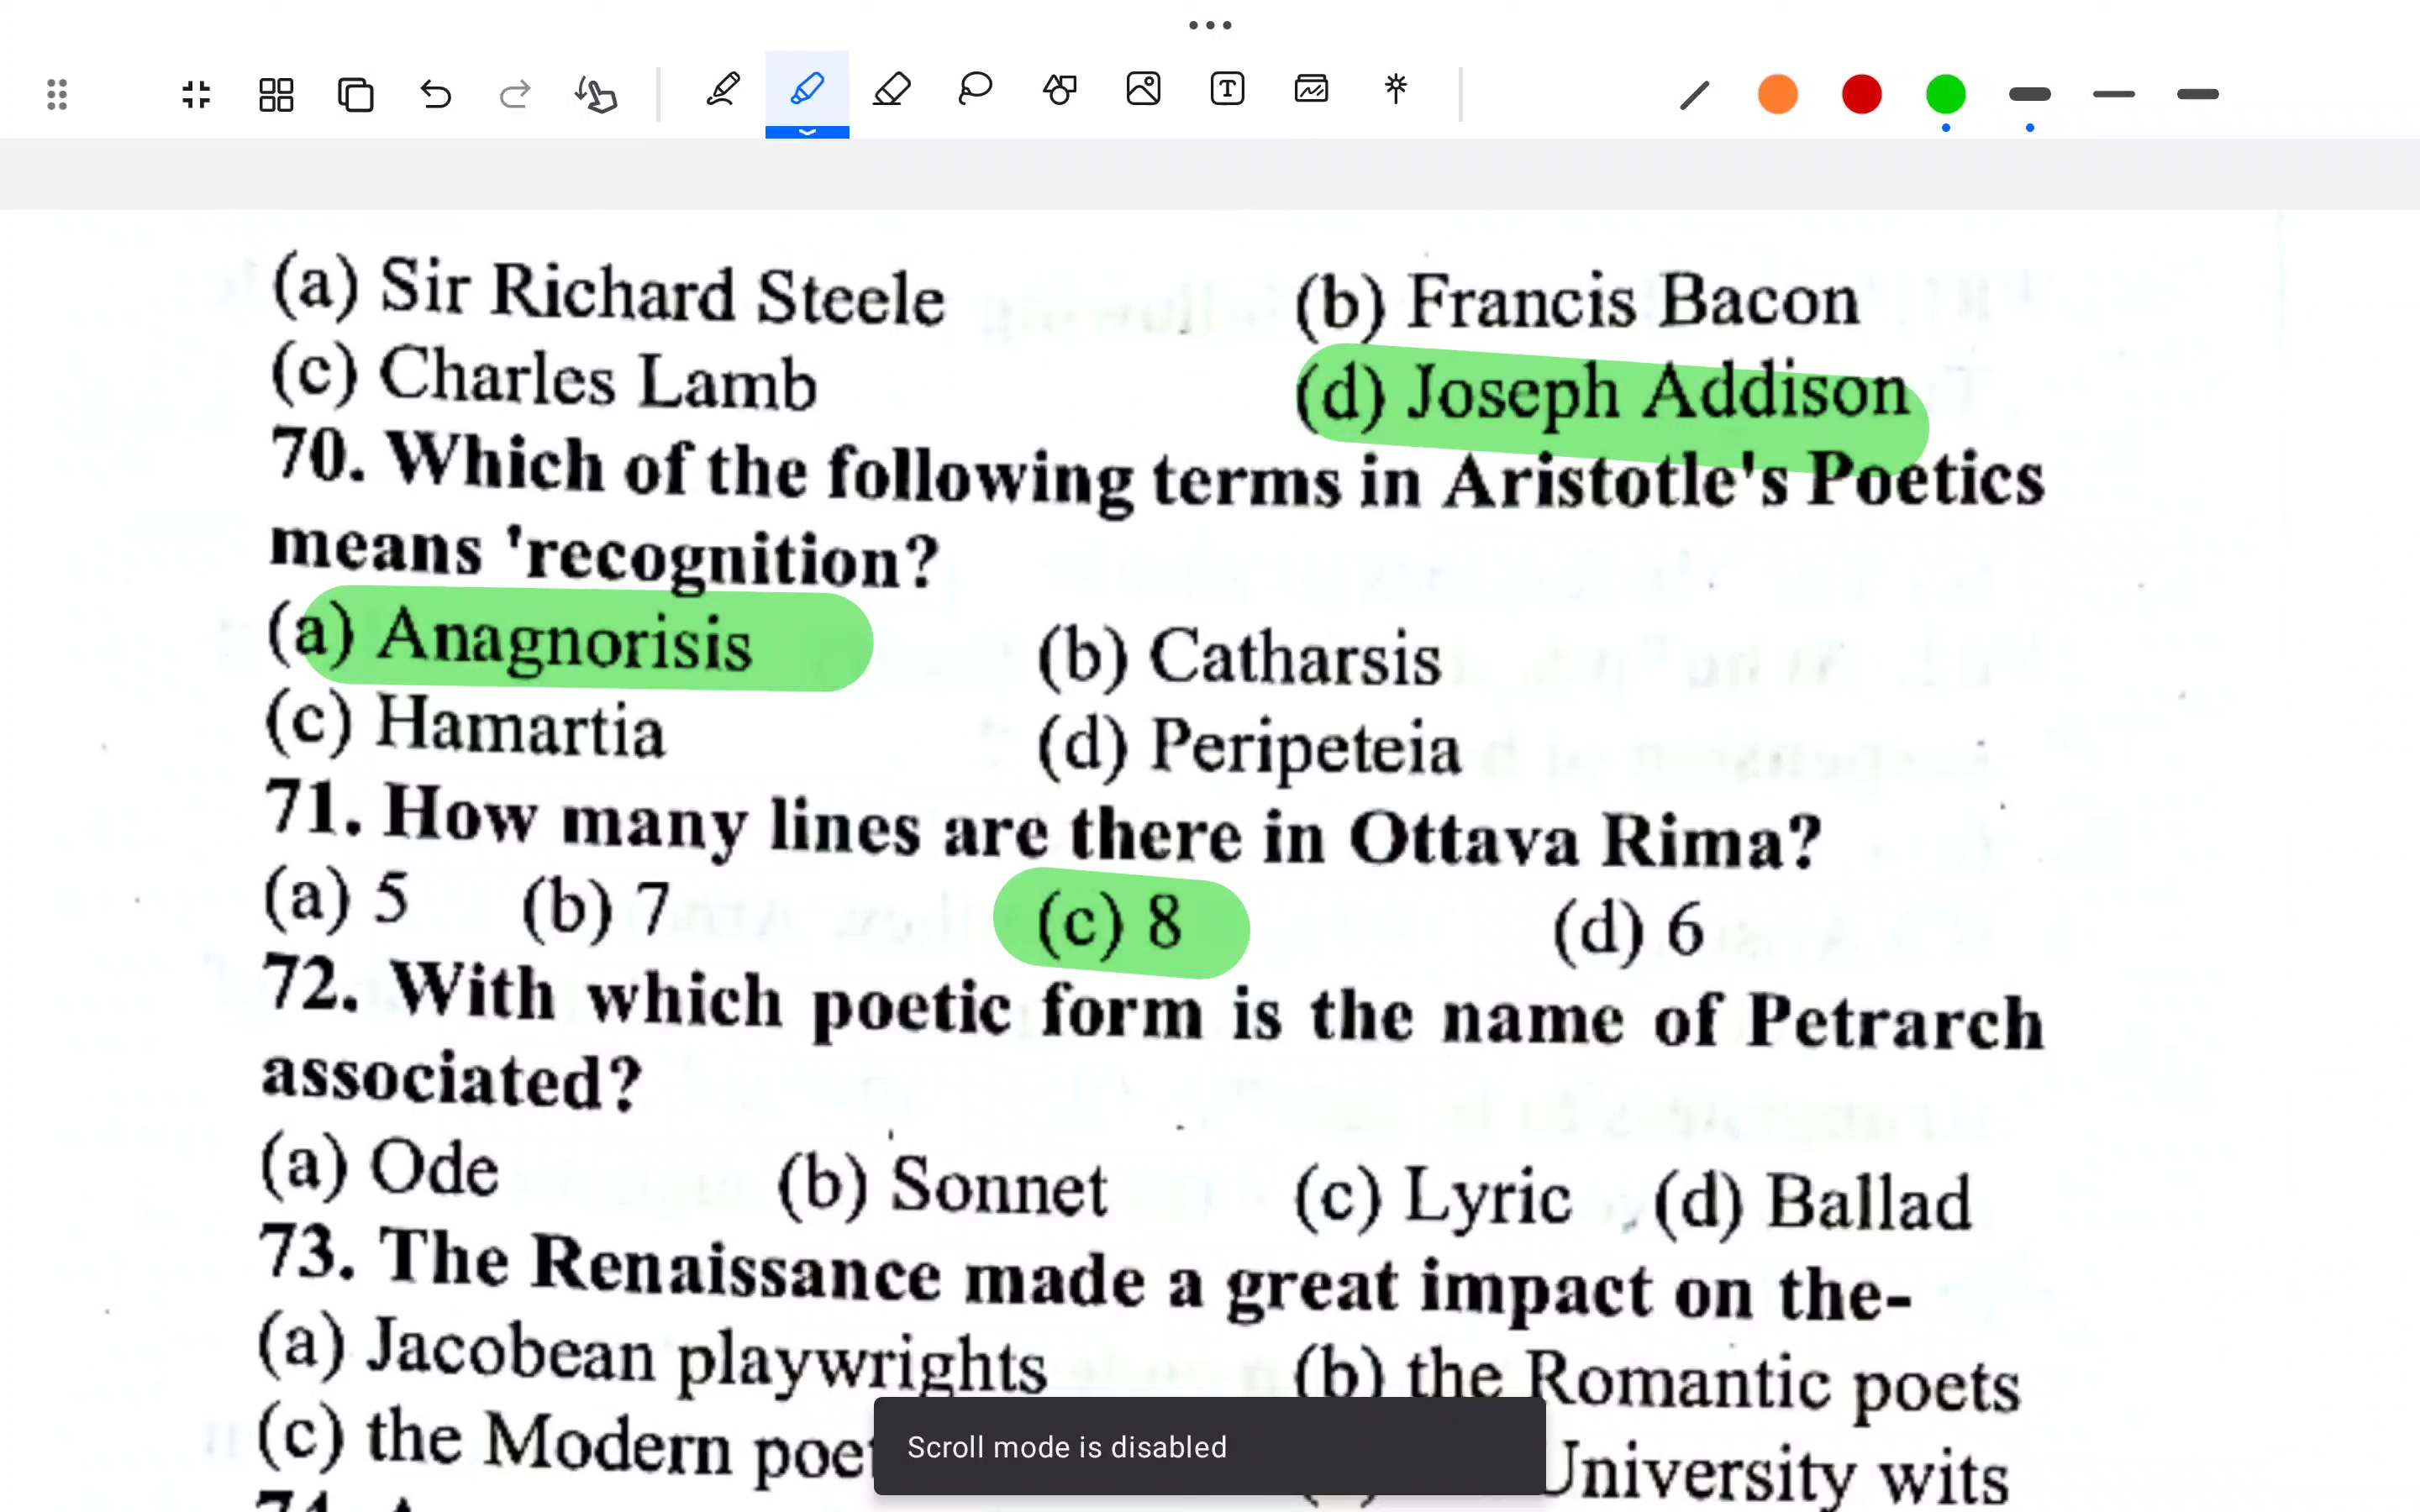 (a) Sir Richard Steele (b) Francis Bacon
(c) Charles Lamb (d) Joseph Addison
70. Which of the following terms in Aristotle's Poetics
means 'recognition?
(a) Anagnorisis (b) Catharsis
(c) Hamartia (d) Peripeteia
71. How many lines are there in Ottava Rima?
(a) 5 (b) 7 (c) 8 (d) 6
72. With which poetic form is the name of Petrarch
associated?
(a) Ode (b) Sonnet (c) Lyric (d) Ballad
73. The Renaissance made a great impact on the-
(a) Jacobean playwrights (b) the Romantic poets
(c) the Modern University wits
Scroll mode is disabled